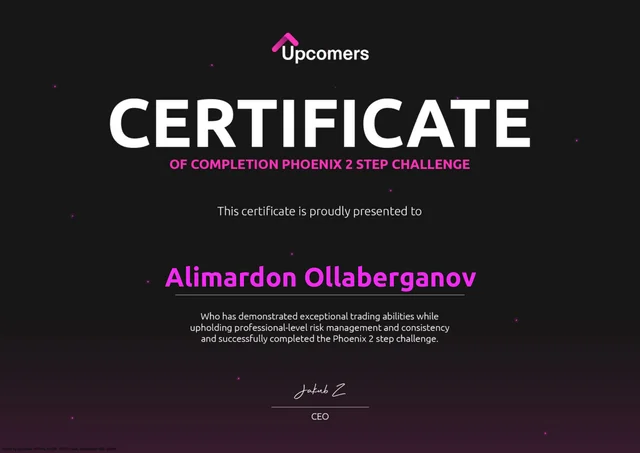 Upcomers
CERTIFICATE
OF COMPLETION PHOENIX 2 STEP CHALLENGE
This certificate is proudly presented to
Alimardon Ollaberganov
Who has demonstrated exceptional trading abilities while
upholding professional-level risk management and consistency
and successfully completed the Phoenix 2 step challenge.
Jakub Z
CEO